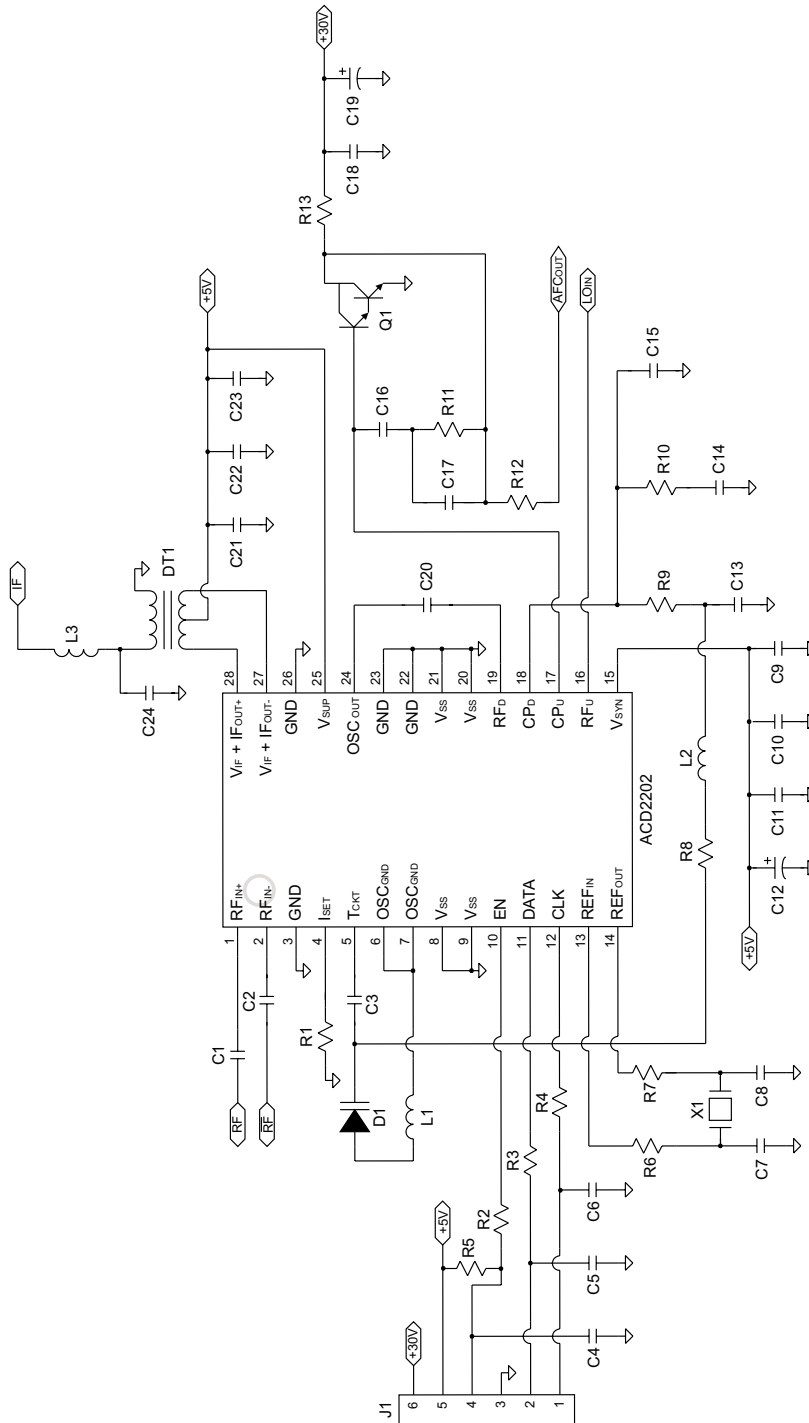 IF
L3
C24
DT1
+5V
C21
C22
C23
+30V
R13
C18
C19
Q1
C16
C17
R11
R12
AFCOUT
LOIN
C20
R9
R10
C13
C14
C15
L2
R8
C9
C10
C11
C12
+5V
ACD2202
28 VIF + IFOUT+
27 VIF + IFOUT-
26 GND
25 VSUP
24 OSCOUT
23 GND
22 GND
21 VSS
20 VSS
19 RFD
18 CPD
17 CPU
16 RFU
15 VSYN
1 RFIN+
2 RFIN-
3 GND
4 ISET
5 TCKT
6 OSCGND
7 OSCGND
8 VSS
9 VSS
10 EN
11 DATA
12 CLK
13 REFIN
14 REFOUT
RF
C1
RF
C2
R1
C3
D1
L1
R2
R3
R4
R5
+5V
+30V
J1
6
5
4
3
2
1
C4
C5
C6
R6
R7
X1
C7
C8